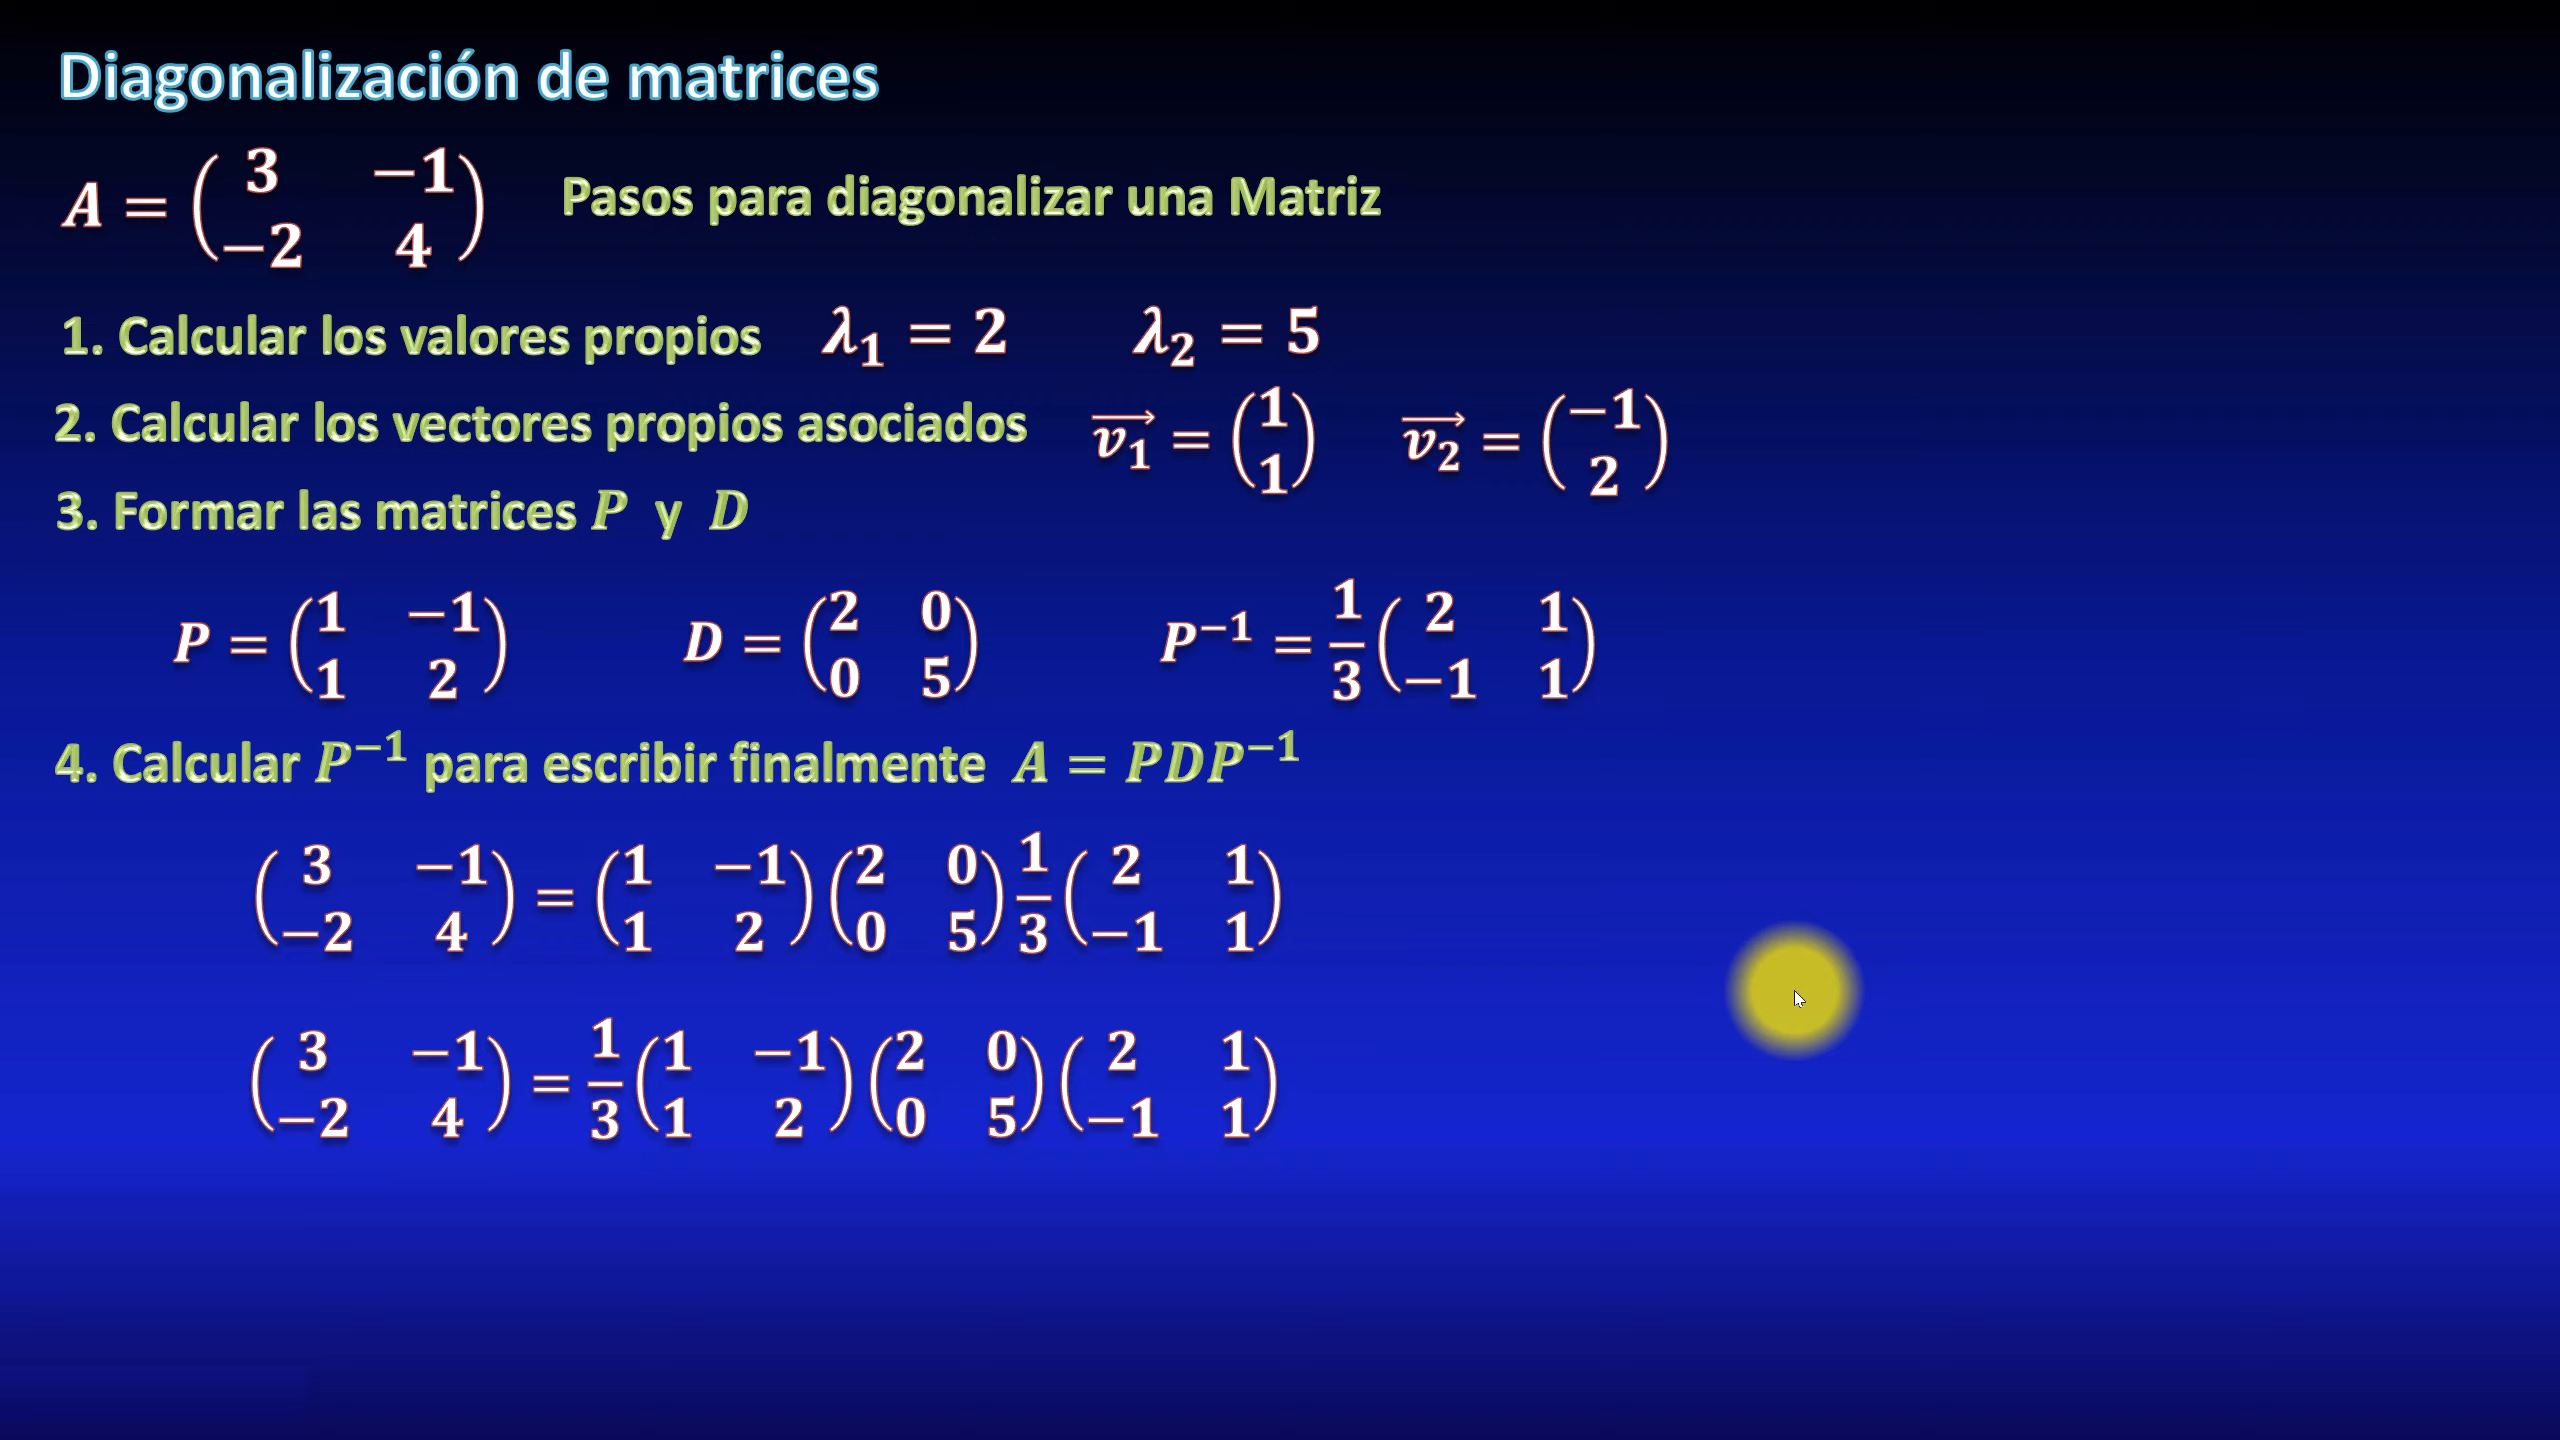 Diagonalización de matrices
A = ( 3 −1 ; −2 4 ) Pasos para diagonalizar una Matriz
1. Calcular los valores propios λ₁ = 2 λ₂ = 5
2. Calcular los vectores propios asociados v₁⃗ = ( 1 ; 1 ) v₂⃗ = ( −1 ; 2 )
3. Formar las matrices P y D
P = ( 1 −1 ; 1 2 ) D = ( 2 0 ; 0 5 ) P⁻¹ = 1/3 ( 2 1 ; −1 1 )
4. Calcular P⁻¹ para escribir finalmente A = PDP⁻¹
( 3 −1 ; −2 4 ) = ( 1 −1 ; 1 2 ) ( 2 0 ; 0 5 ) 1/3 ( 2 1 ; −1 1 )
( 3 −1 ; −2 4 ) = 1/3 ( 1 −1 ; 1 2 ) ( 2 0 ; 0 5 ) ( 2 1 ; −1 1 )